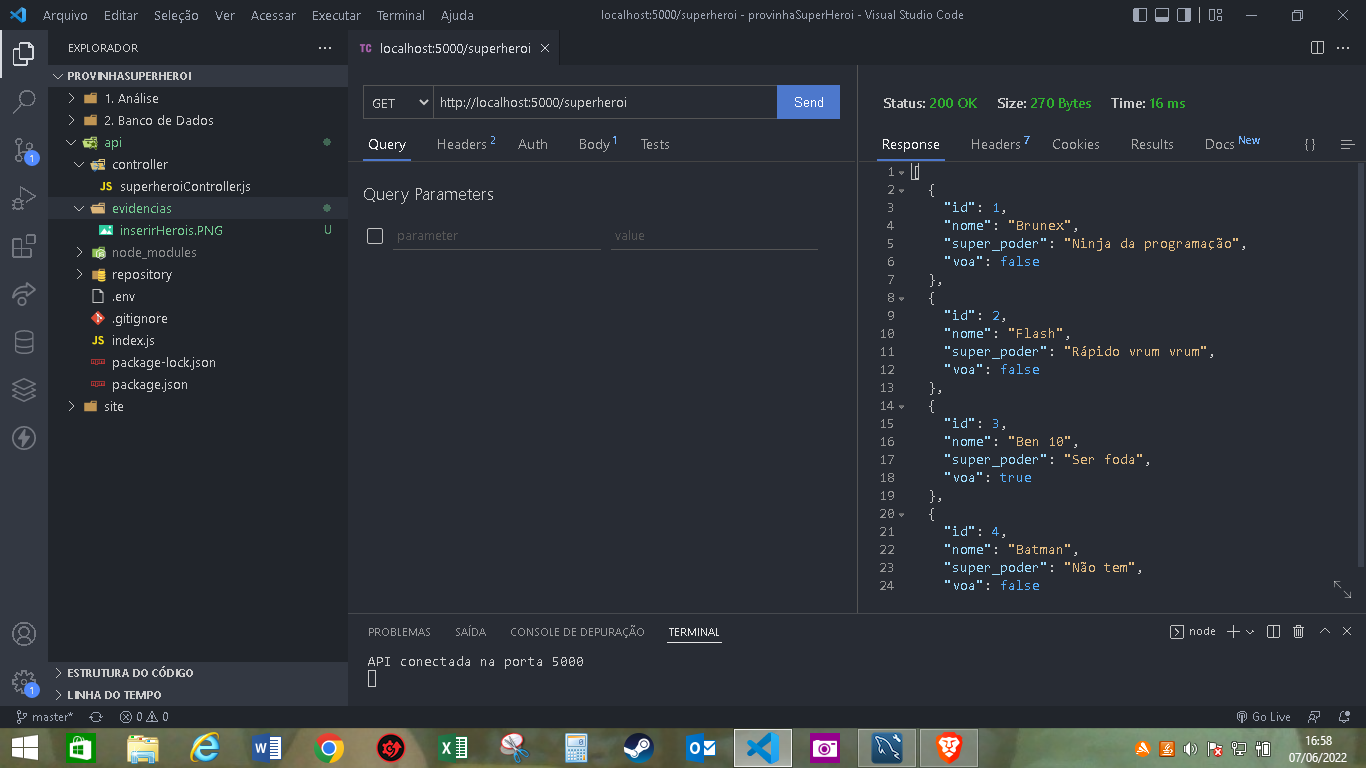 Arquivo Editar Seleção Ver Acessar Executar Terminal Ajuda localhost:5000/superheroi - provinhaSuperHeroi - Visual Studio Code
EXPLORADOR
PROVINHASUPERHEROI
1. Análise
2. Banco de Dados
api
controller
JS superheroiController.js
evidencias
inserirHerois.PNG U
node_modules
repository
.env
.gitignore
JS index.js
package-lock.json
package.json
site
ESTRUTURA DO CÓDIGO
LINHA DO TEMPO
1
1
TC localhost:5000/superheroi
GET http://localhost:5000/superheroi Send
Query Headers 2 Auth Body 1 Tests
Query Parameters
parameter value
Status: 200 OK Size: 270 Bytes Time: 16 ms
Response Headers 7 Cookies Results Docs New { }
1 [
2 {
3 "id": 1,
4 "nome": "Brunex",
5 "super_poder": "Ninja da programação",
6 "voa": false
7 },
8 {
9 "id": 2,
10 "nome": "Flash",
11 "super_poder": "Rápido vrum vrum",
12 "voa": false
13 },
14 {
15 "id": 3,
16 "nome": "Ben 10",
17 "super_poder": "Ser foda",
18 "voa": true
19 },
20 {
21 "id": 4,
22 "nome": "Batman",
23 "super_poder": "Não tem",
24 "voa": false
PROBLEMAS SAÍDA CONSOLE DE DEPURAÇÃO TERMINAL node
API conectada na porta 5000
master* 0 0 Go Live
16:58
07/06/2022